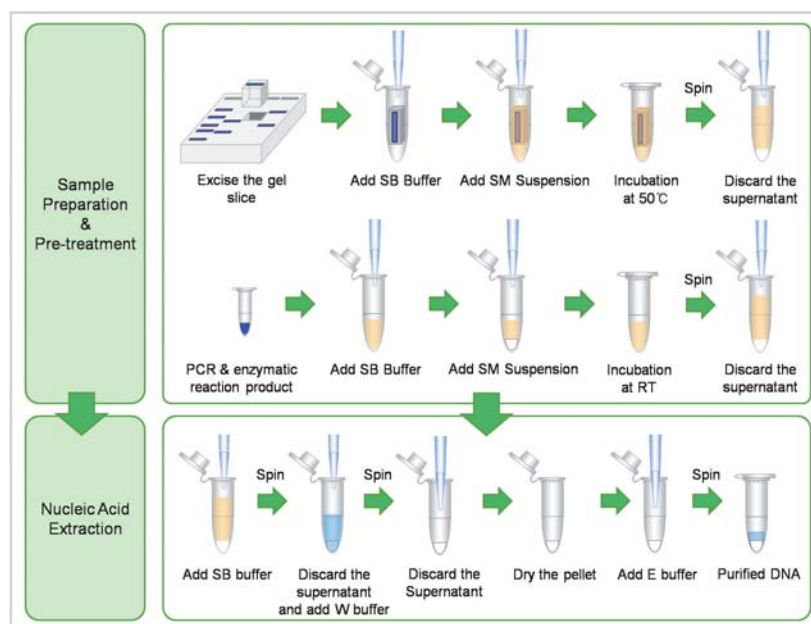 Sample
Preparation
&
Pre-treatment
Spin
Excise the gel
slice
Add SB Buffer
Add SM Suspension
Incubation
at 50℃
Discard the
supernatant
Spin
PCR & enzymatic
reaction product
Add SB Buffer
Add SM Suspension
Incubation
at RT
Discard the
supernatant
Nucleic Acid
Extraction
Spin
Spin
Spin
Add SB buffer
Discard the
supernatant
and add W buffer
Discard the
Supernatant
Dry the pellet
Add E buffer
Purified DNA